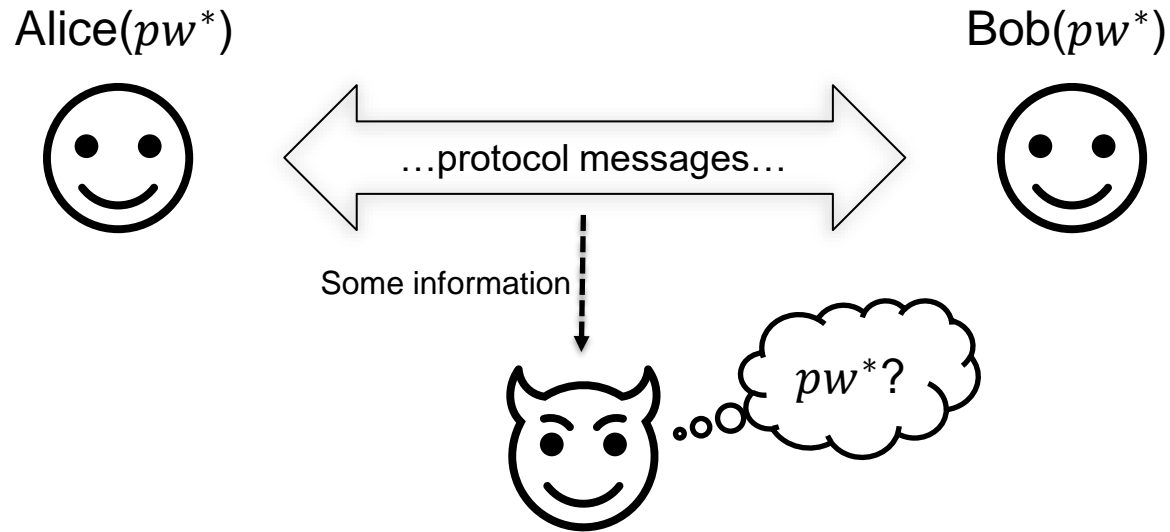 Alice(𝑝𝑤*)
Bob(𝑝𝑤*)
…protocol messages…
Some information
𝑝𝑤*?